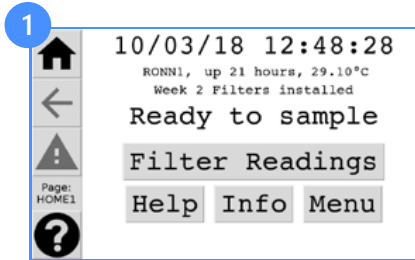 1
10/03/18 12:48:28
RONN1, up 21 hours, 29.10°C
Week 2 Filters installed
Ready to sample
Filter Readings
Help Info Menu
Page:
HOME1
?